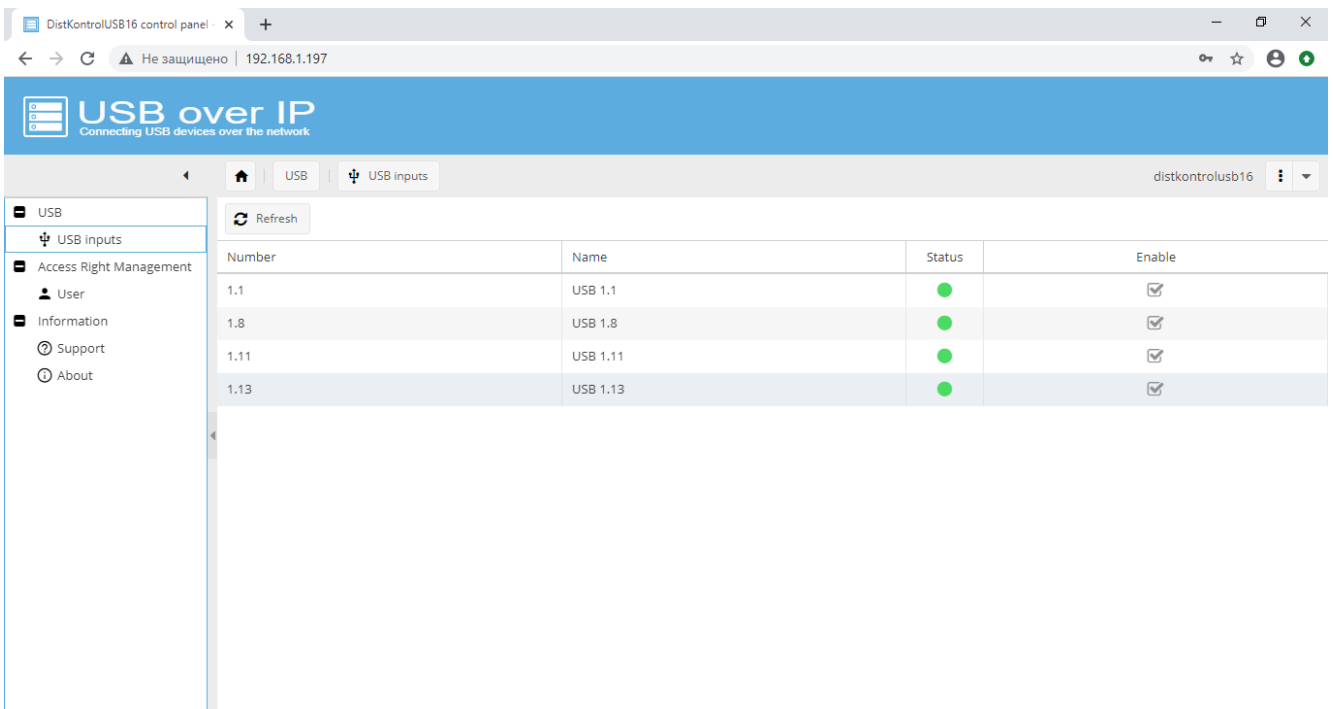 DistKontrolUSB16 control panel -
Не защищено 192.168.1.197
USB over IP
Connecting USB devices over the network
USB USB inputs distkontrolusb16
USB
USB inputs
Access Right Management
User
Information
Support
About
Refresh
Number Name Status Enable
1.1 USB 1.1
1.8 USB 1.8
1.11 USB 1.11
1.13 USB 1.13